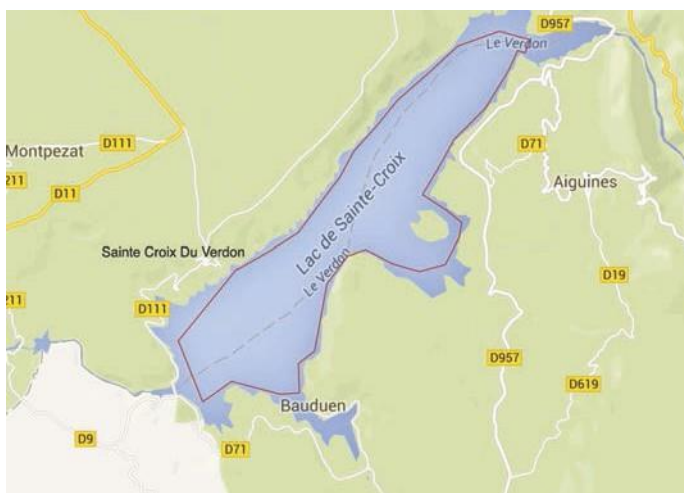 D957
Le Verdon
D111
D71
Montpezat
211
D11
Aiguines
Lac de Sainte-Croix
Sainte Croix Du Verdon
Le Verdon
D19
211
D111
D957
D619
Bauduen
D9
D71